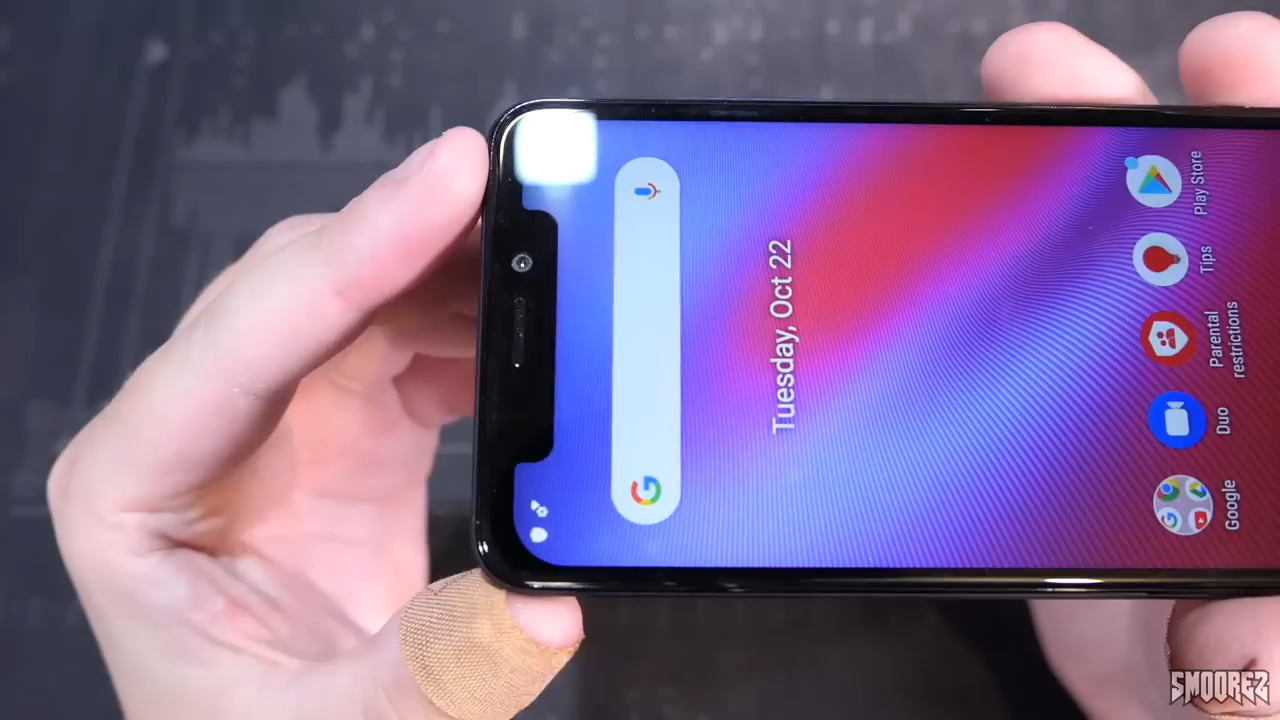 Tuesday, Oct 22
Google
Duo
Parental
restrictions
Tips
Play Store
SMOOREZ